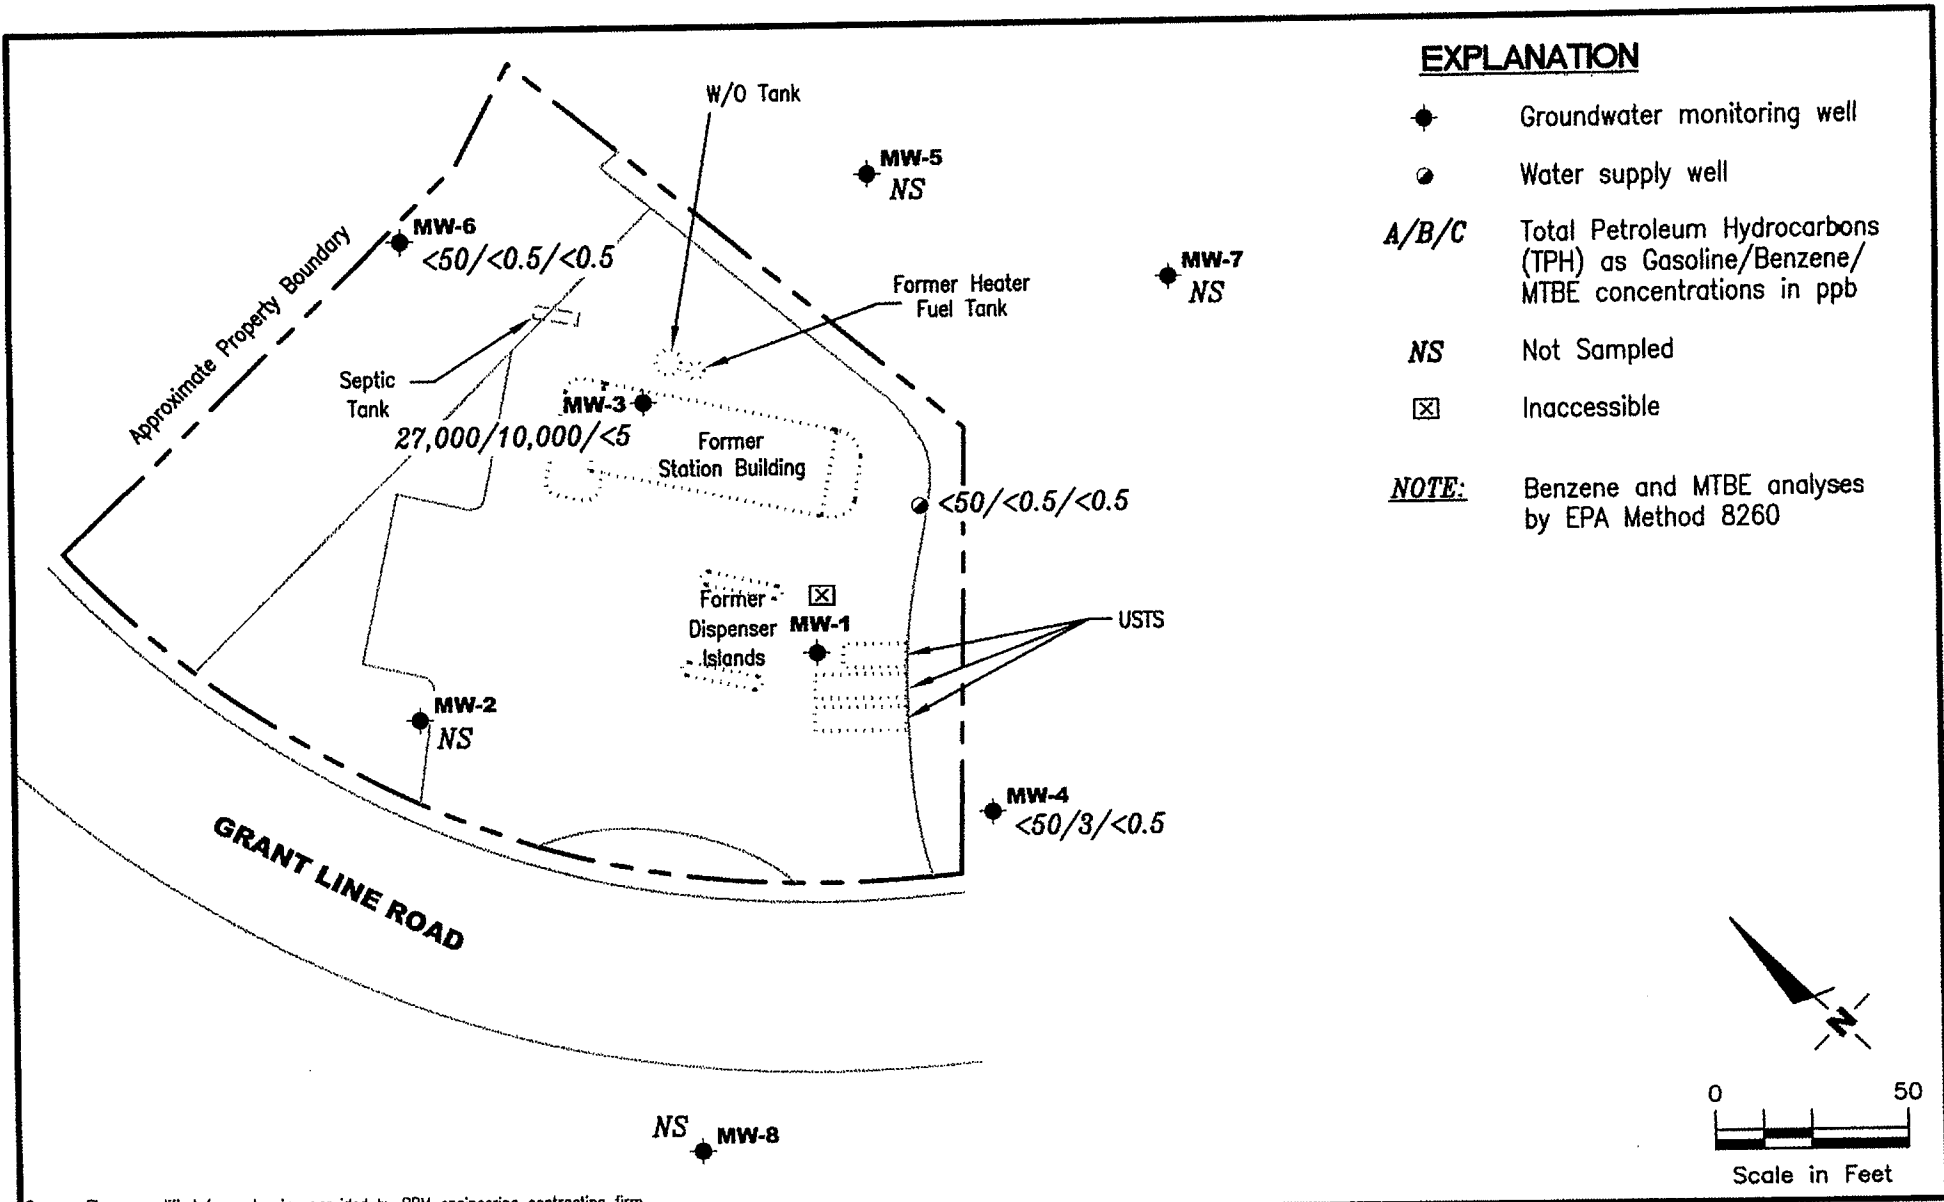 EXPLANATION
Groundwater monitoring well
Water supply well
A/B/C Total Petroleum Hydrocarbons
(TPH) as Gasoline/Benzene/
MTBE concentrations in ppb
NS Not Sampled
Inaccessible
NOTE: Benzene and MTBE analyses
by EPA Method 8260
W/O Tank
MW-5
NS
MW-6
<50/<0.5/<0.5
MW-7
NS
Former Heater
Fuel Tank
Approximate Property Boundary
Septic
Tank
MW-3
27,000/10,000/<5
Former
Station Building
<50/<0.5/<0.5
Former
Dispenser
Islands
MW-1
USTS
MW-2
NS
MW-4
<50/3/<0.5
GRANT LINE ROAD
NS
MW-8
N
0 50
Scale in Feet